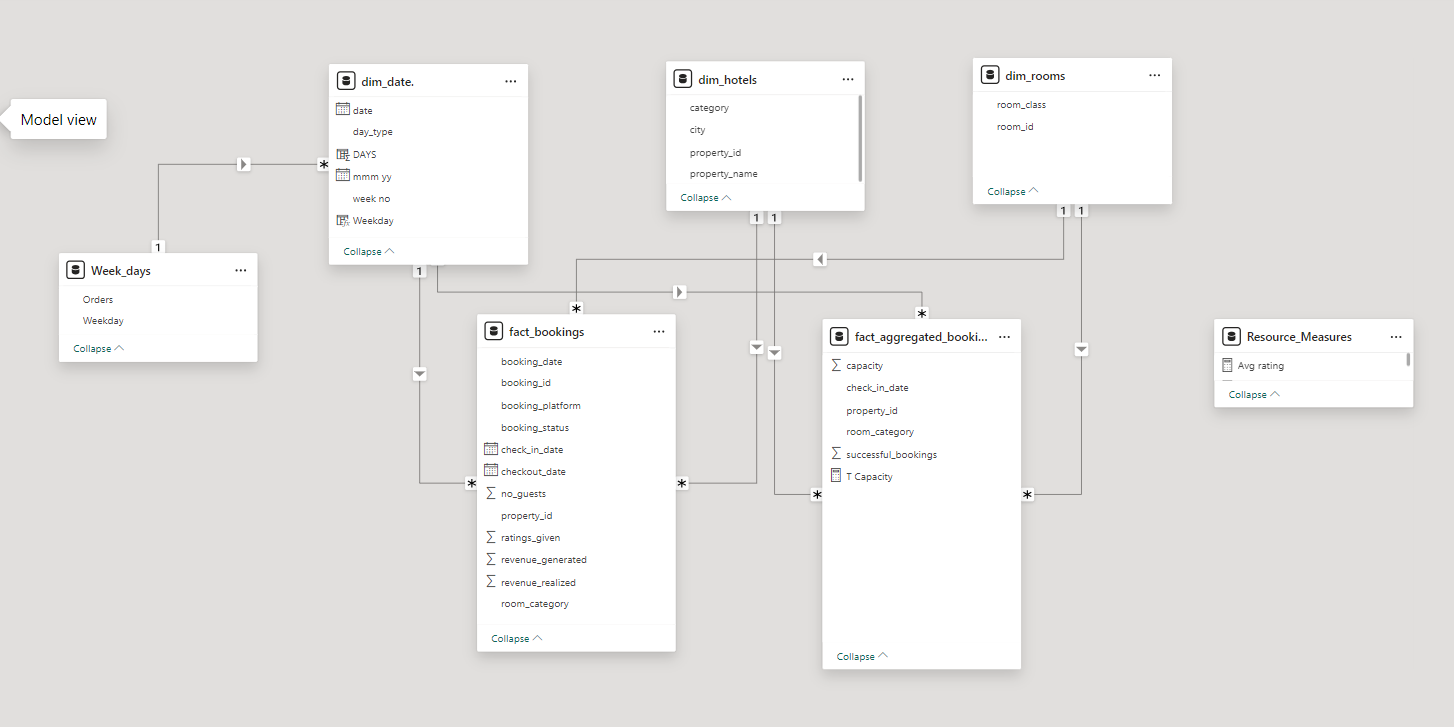 Model view
dim_date.
date
day_type
DAYS
mmm yy
week no
Weekday
Collapse
dim_hotels
category
city
property_id
property_name
Collapse
dim_rooms
room_class
room_id
Collapse
Week_days
Orders
Weekday
Collapse
1
*
1
1
1
1
1
*
*
*
*
*
*
fact_bookings
booking_date
booking_id
booking_platform
booking_status
check_in_date
checkout_date
no_guests
property_id
ratings_given
revenue_generated
revenue_realized
room_category
Collapse
fact_aggregated_booki...
capacity
check_in_date
property_id
room_category
successful_bookings
T Capacity
Collapse
Resource_Measures
Avg rating
Collapse